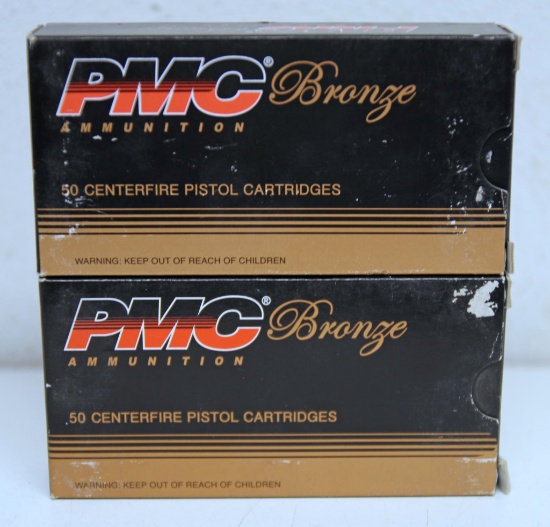 PMC® Bronze
AMMUNITION
50 CENTERFIRE PISTOL CARTRIDGES
WARNING: KEEP OUT OF REACH OF CHILDREN
PMC® Bronze
AMMUNITION
50 CENTERFIRE PISTOL CARTRIDGES
WARNING: KEEP OUT OF REACH OF CHILDREN